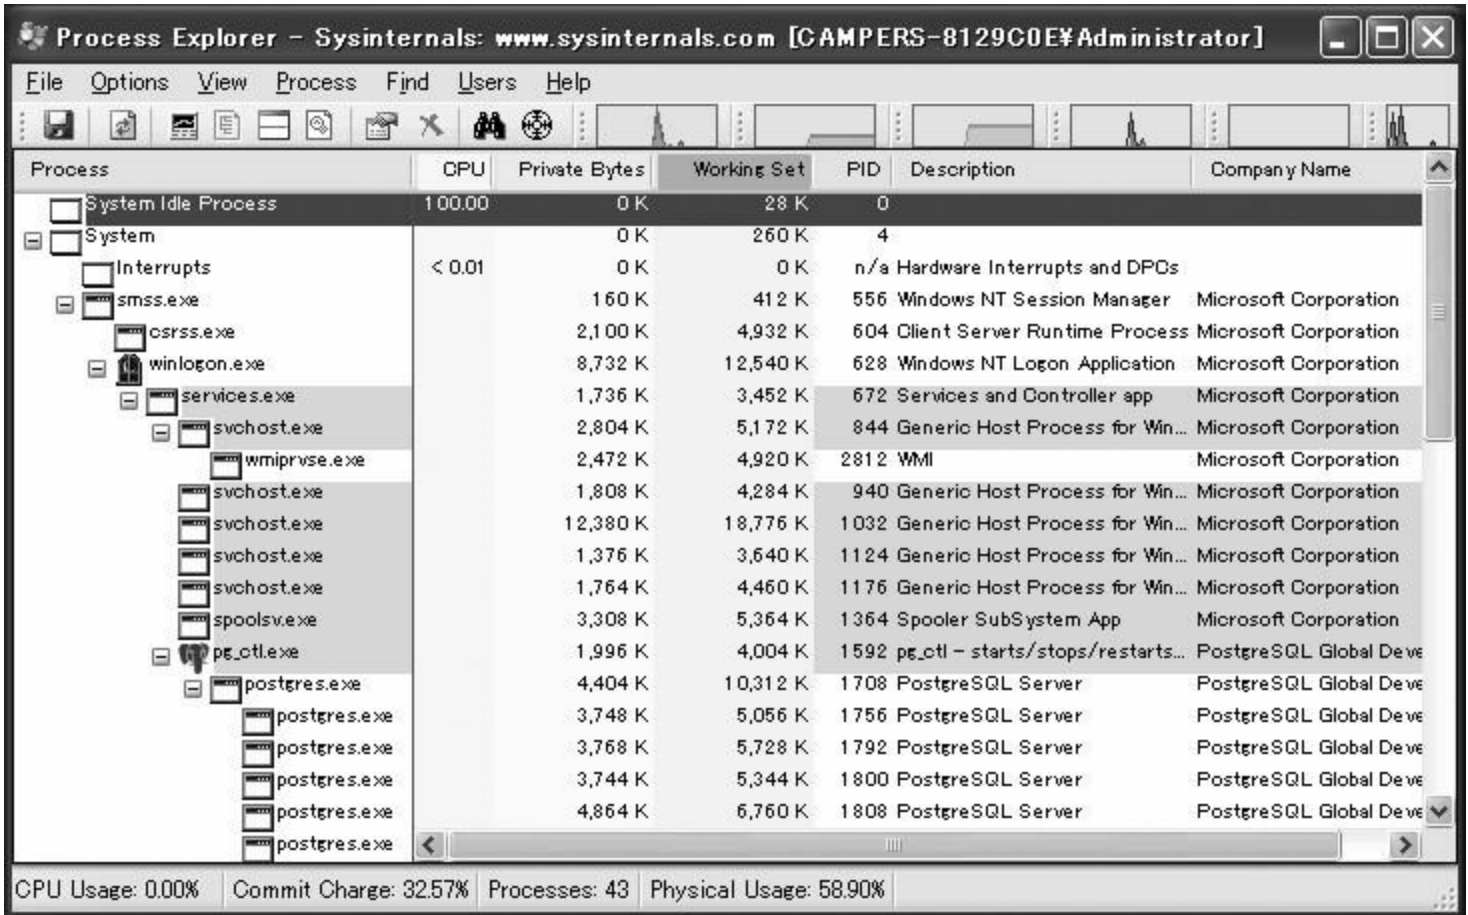 Process Explorer - Sysinternals: www.sysinternals.com [CAMPERS-8129C0E¥Administrator]
File Options View Process Find Users Help
Process CPU Private Bytes Working Set PID Description Company Name
System Idle Process 100.00 0 K 28 K 0
System 0 K 260 K 4
Interrupts < 0.01 0 K 0 K n/a Hardware Interrupts and DPCs
smss.exe 160 K 412 K 556 Windows NT Session Manager Microsoft Corporation
csrss.exe 2,100 K 4,932 K 604 Client Server Runtime Process Microsoft Corporation
winlogon.exe 8,732 K 12,540 K 628 Windows NT Logon Application Microsoft Corporation
services.exe 1,736 K 3,452 K 672 Services and Controller app Microsoft Corporation
svchost.exe 2,804 K 5,172 K 844 Generic Host Process for Win... Microsoft Corporation
wmiprvse.exe 2,472 K 4,920 K 2812 WMI Microsoft Corporation
svchost.exe 1,808 K 4,284 K 940 Generic Host Process for Win... Microsoft Corporation
svchost.exe 12,380 K 18,776 K 1032 Generic Host Process for Win... Microsoft Corporation
svchost.exe 1,376 K 3,640 K 1124 Generic Host Process for Win... Microsoft Corporation
svchost.exe 1,764 K 4,460 K 1176 Generic Host Process for Win... Microsoft Corporation
spoolsv.exe 3,308 K 5,364 K 1364 Spooler SubSystem App Microsoft Corporation
pg_ctl.exe 1,996 K 4,004 K 1592 pg_ctl - starts/stops/restarts... PostgreSQL Global Deve
postgres.exe 4,404 K 10,312 K 1708 PostgreSQL Server PostgreSQL Global Deve
postgres.exe 3,748 K 5,056 K 1756 PostgreSQL Server PostgreSQL Global Deve
postgres.exe 3,768 K 5,728 K 1792 PostgreSQL Server PostgreSQL Global Deve
postgres.exe 3,744 K 5,344 K 1800 PostgreSQL Server PostgreSQL Global Deve
postgres.exe 4,864 K 6,760 K 1808 PostgreSQL Server PostgreSQL Global Deve
postgres.exe
CPU Usage: 0.00% Commit Charge: 32.57% Processes: 43 Physical Usage: 58.90%